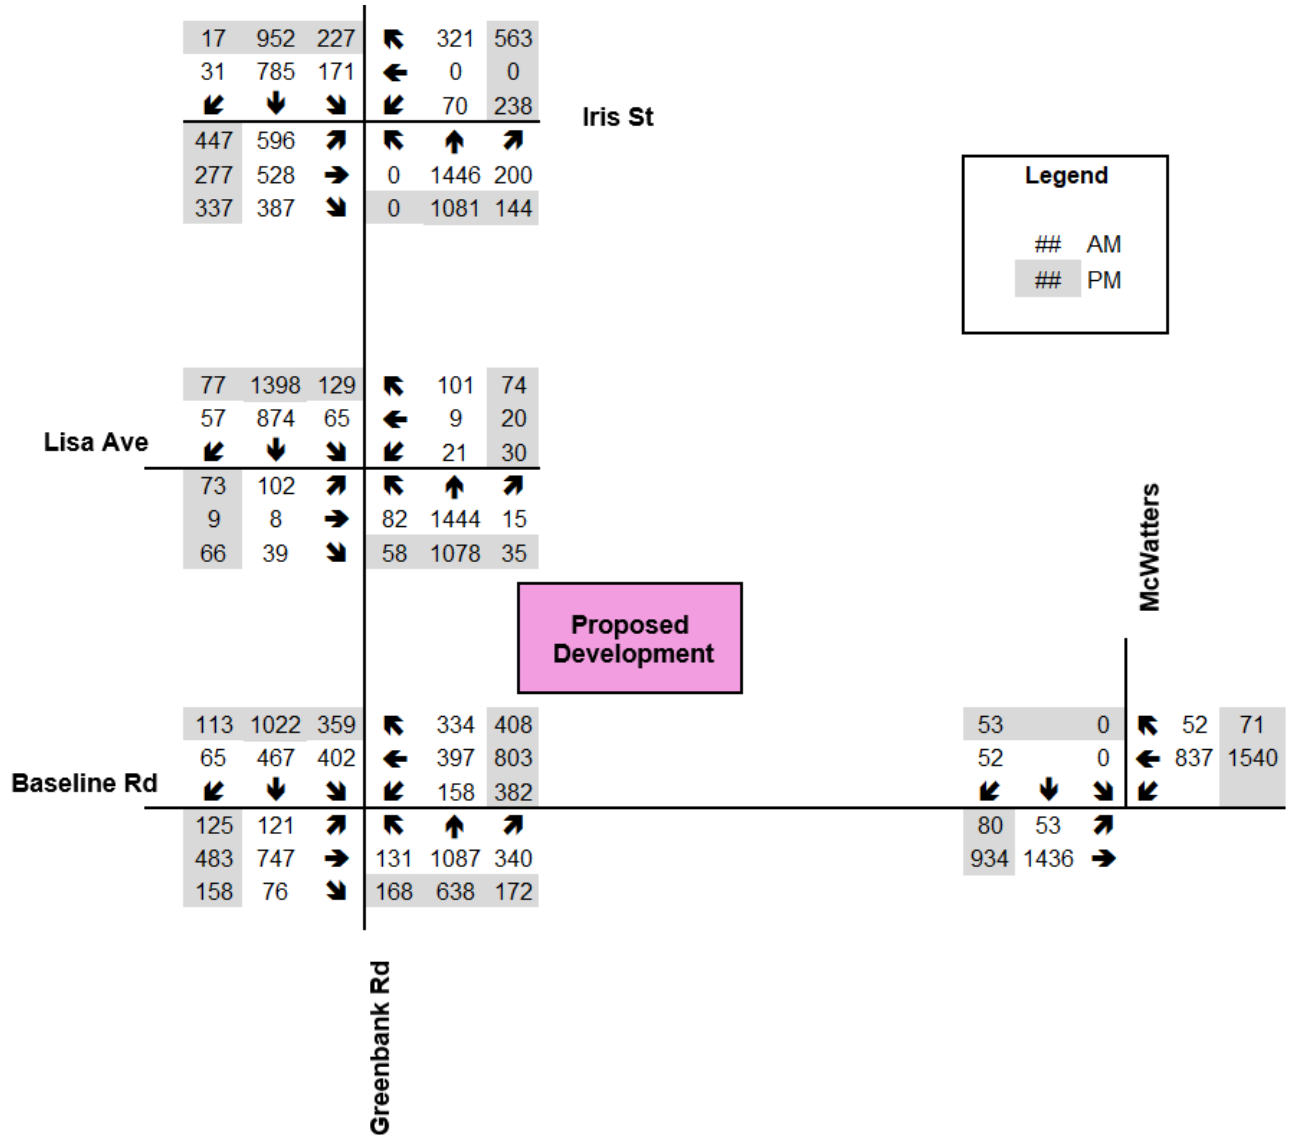 17 952 227 321 563
31 785 171 0 0
70 238
Iris St
447 596
277 528 0 1446 200
337 387 0 1081 144
Legend
## AM
## PM
77 1398 129 101 74
57 874 65 9 20
Lisa Ave 21 30
73 102
9 8 82 1444 15
66 39 58 1078 35
McWatters
Proposed
Development
113 1022 359 334 408 53 0 52 71
65 467 402 397 803 52 0 837 1540
Baseline Rd 158 382
125 121 80 53
483 747 131 1087 340 934 1436
158 76 168 638 172
Greenbank Rd